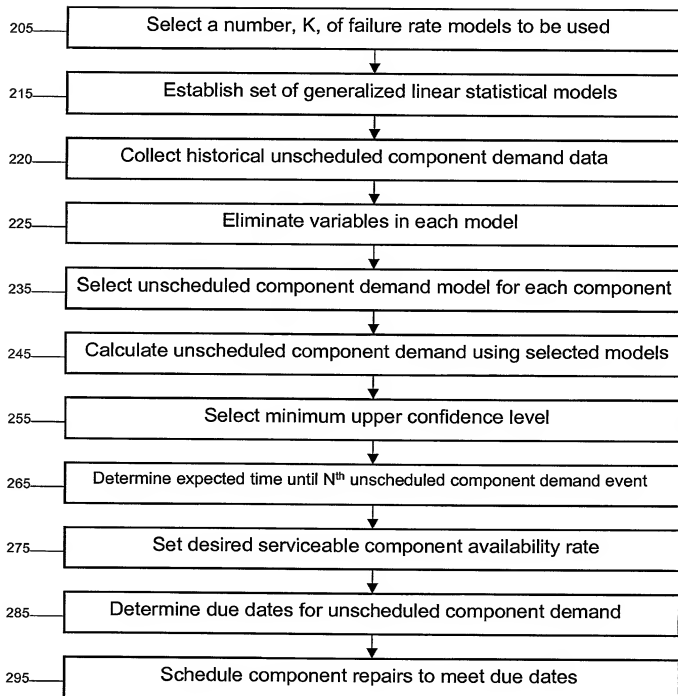 205 Select a number, K, of failure rate models to be used
215 Establish set of generalized linear statistical models
220 Collect historical unscheduled component demand data
225 Eliminate variables in each model
235 Select unscheduled component demand model for each component
245 Calculate unscheduled component demand using selected models
255 Select minimum upper confidence level
265 Determine expected time until Nth unscheduled component demand event
275 Set desired serviceable component availability rate
285 Determine due dates for unscheduled component demand
295 Schedule component repairs to meet due dates